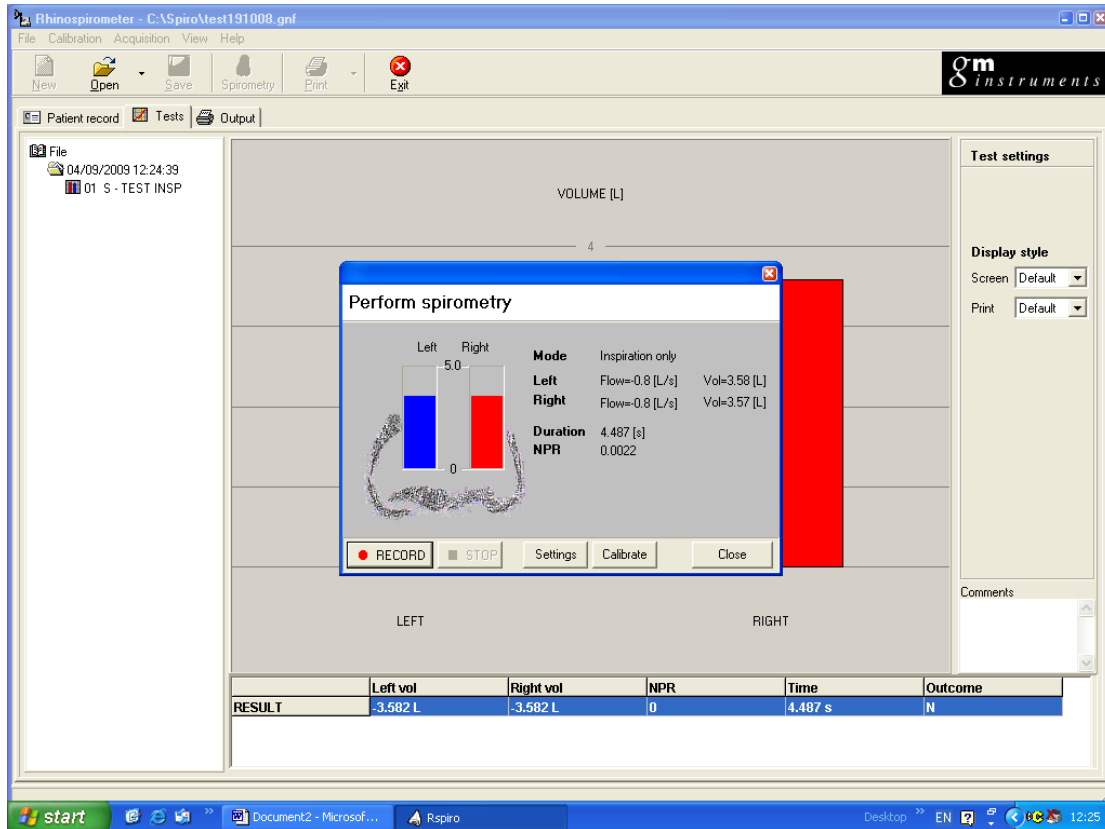 Rhinospirometer - C:\Spiro\test191008.gnf
File Calibration Acquisition View Help
New Open Save Spirometry Print Exit
gm instruments
Patient record Tests Output
File
04/09/2009 12:24:39
01 S - TEST INSP
VOLUME [L]
4
Perform spirometry
Left Right
5.0
0
Mode Inspiration only
Left Flow=-0.8 [L/s] Vol=3.58 [L]
Right Flow=-0.8 [L/s] Vol=3.57 [L]
Duration 4.487 [s]
NPR 0.0022
RECORD STOP Settings Calibrate Close
LEFT RIGHT
Test settings
Display style
Screen Default
Print Default
Comments
Left vol Right vol NPR Time Outcome
RESULT -3.582 L -3.582 L 0 4.487 s N
start Document2 - Microsof... Rspiro Desktop EN 12:25